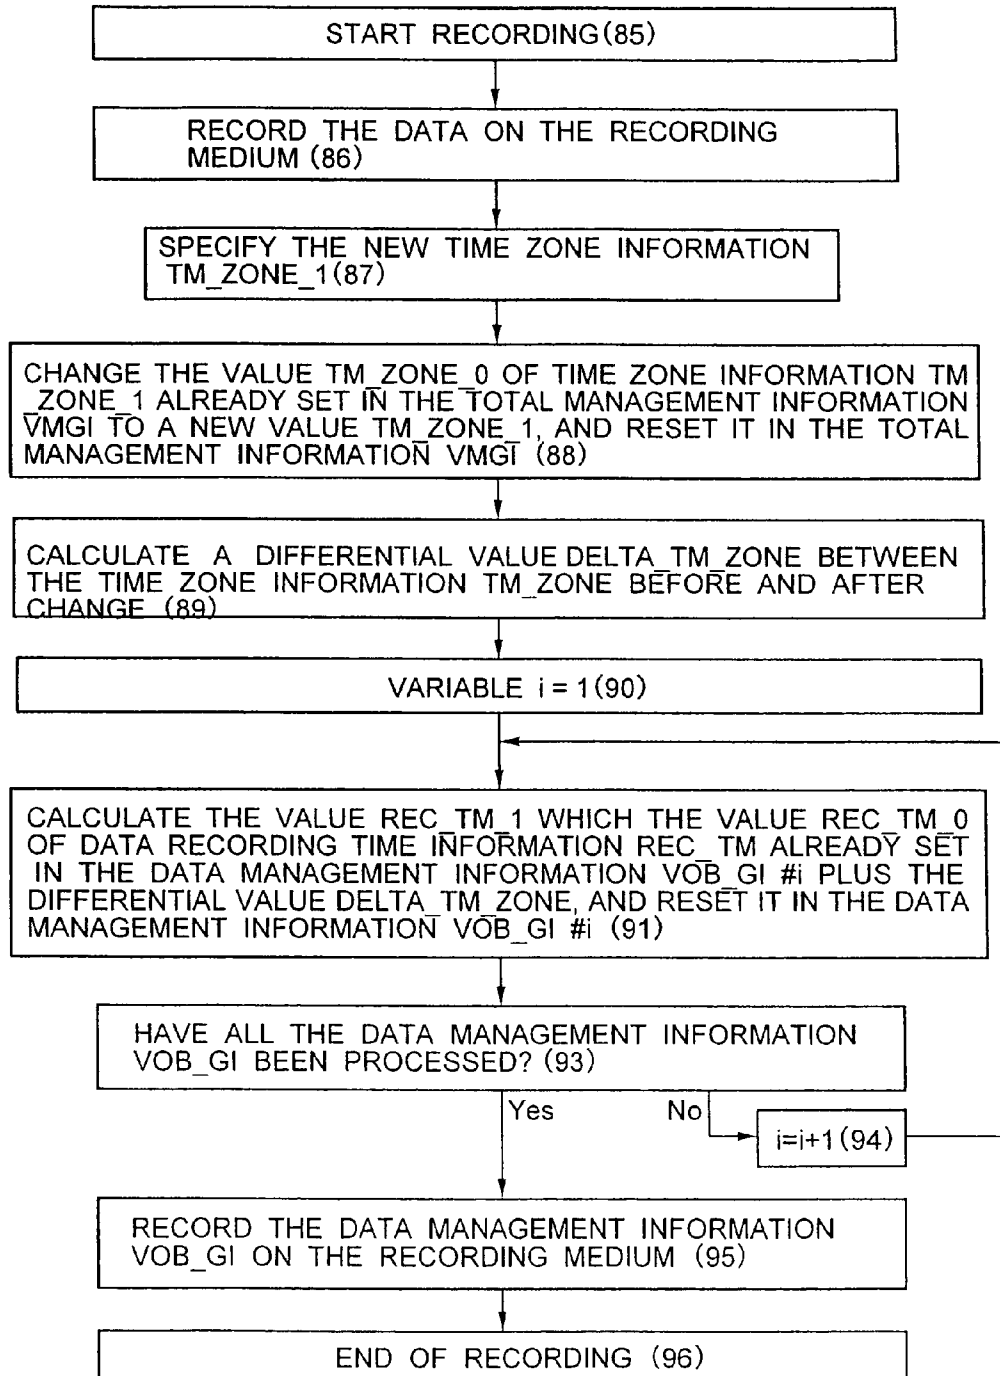 START RECORDING(85)
RECORD THE DATA ON THE RECORDING
MEDIUM (86)
SPECIFY THE NEW TIME ZONE INFORMATION
TM_ZONE_1(87)
CHANGE THE VALUE TM_ZONE_0 OF TIME ZONE INFORMATION TM
_ZONE_1 ALREADY SET IN THE TOTAL MANAGEMENT INFORMATION
VMGI TO A NEW VALUE TM_ZONE_1, AND RESET IT IN THE TOTAL
MANAGEMENT INFORMATION VMGI (88)
CALCULATE A DIFFERENTIAL VALUE DELTA_TM_ZONE BETWEEN
THE TIME ZONE INFORMATION TM_ZONE BEFORE AND AFTER
CHANGE (89)
VARIABLE i = 1(90)
CALCULATE THE VALUE REC_TM_1 WHICH THE VALUE REC_TM_0
OF DATA RECORDING TIME INFORMATION REC_TM ALREADY SET
IN THE DATA MANAGEMENT INFORMATION VOB_GI #i PLUS THE
DIFFERENTIAL VALUE DELTA_TM_ZONE, AND RESET IT IN THE DATA
MANAGEMENT INFORMATION VOB_GI #i (91)
HAVE ALL THE DATA MANAGEMENT INFORMATION
VOB_GI BEEN PROCESSED? (93)
Yes No
i=i+1(94)
RECORD THE DATA MANAGEMENT INFORMATION
VOB_GI ON THE RECORDING MEDIUM (95)
END OF RECORDING (96)